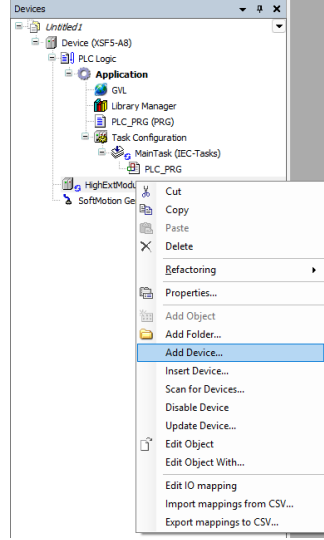 Devices
Untitled1
Device (XSF5-A8)
PLC Logic
Application
GVL
Library Manager
PLC_PRG (PRG)
Task Configuration
MainTask (IEC-Tasks)
PLC_PRG
HighExtModu
SoftMotion Ge
Cut
Copy
Paste
Delete
Refactoring
Properties...
Add Object
Add Folder...
Add Device...
Insert Device...
Scan for Devices...
Disable Device
Update Device...
Edit Object
Edit Object With...
Edit IO mapping
Import mappings from CSV...
Export mappings to CSV...